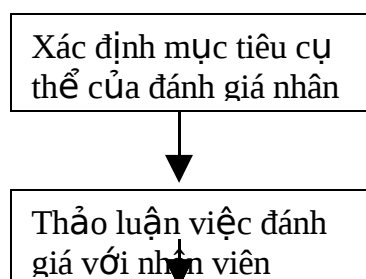 Xác định mục tiêu cụ
thể của đánh giá nhân
Thảo luận việc đánh
giá với nhân viên